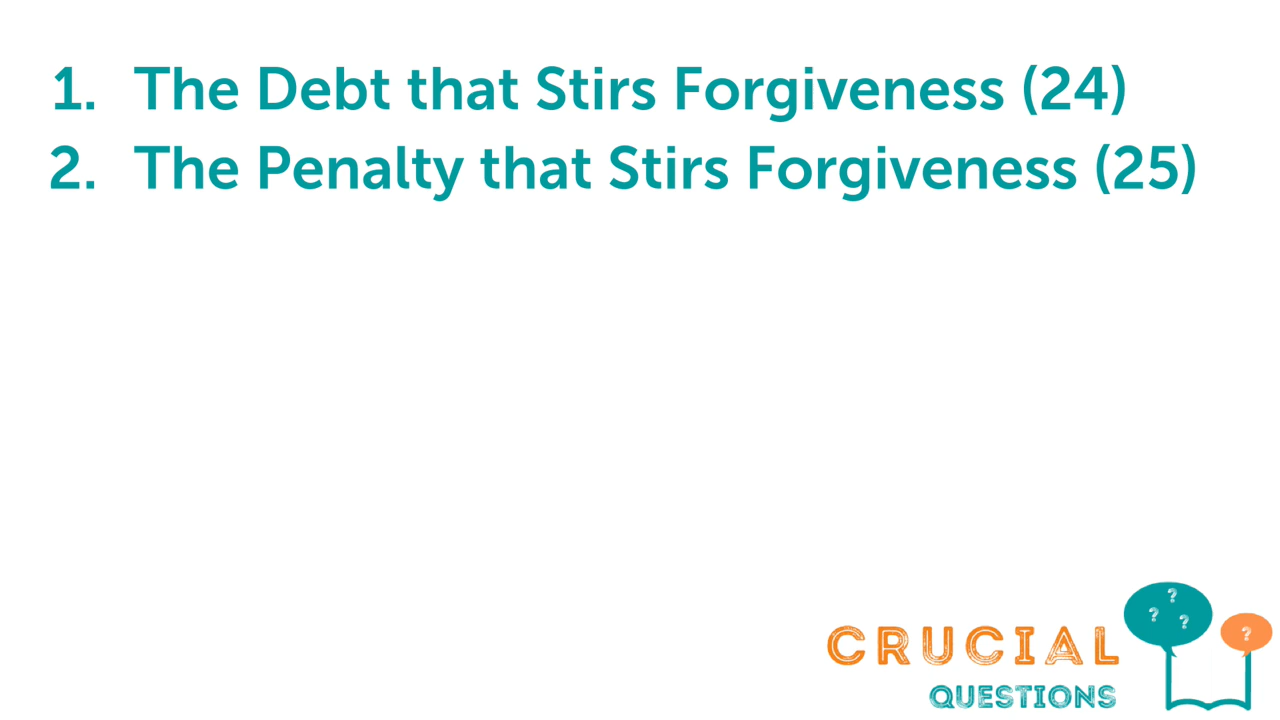 1. The Debt that Stirs Forgiveness (24)
2. The Penalty that Stirs Forgiveness (25)
? ? ? ?
CRUCIAL
QUESTIONS